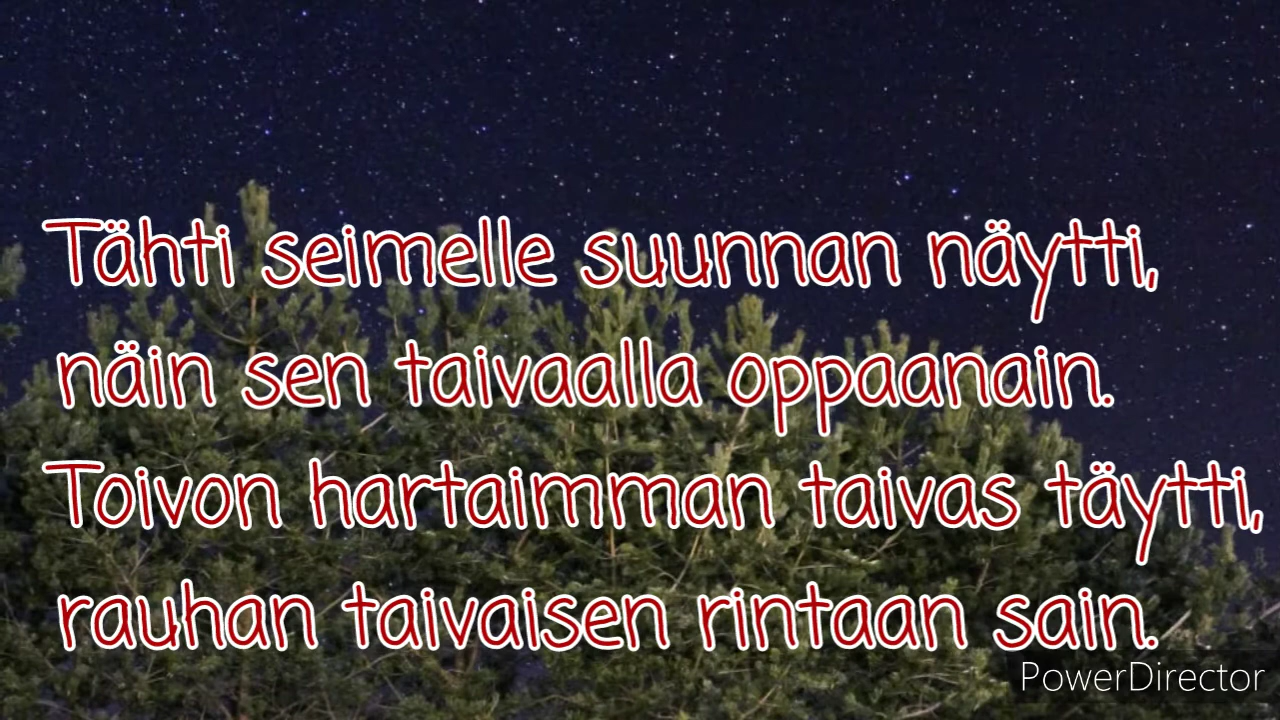 Tähti seimelle suunnan näytti,
näin sen taivaalla oppaanain.
Toivon hartaimman taivas täytti,
rauhan taivaisen rintaan sain.
PowerDirector